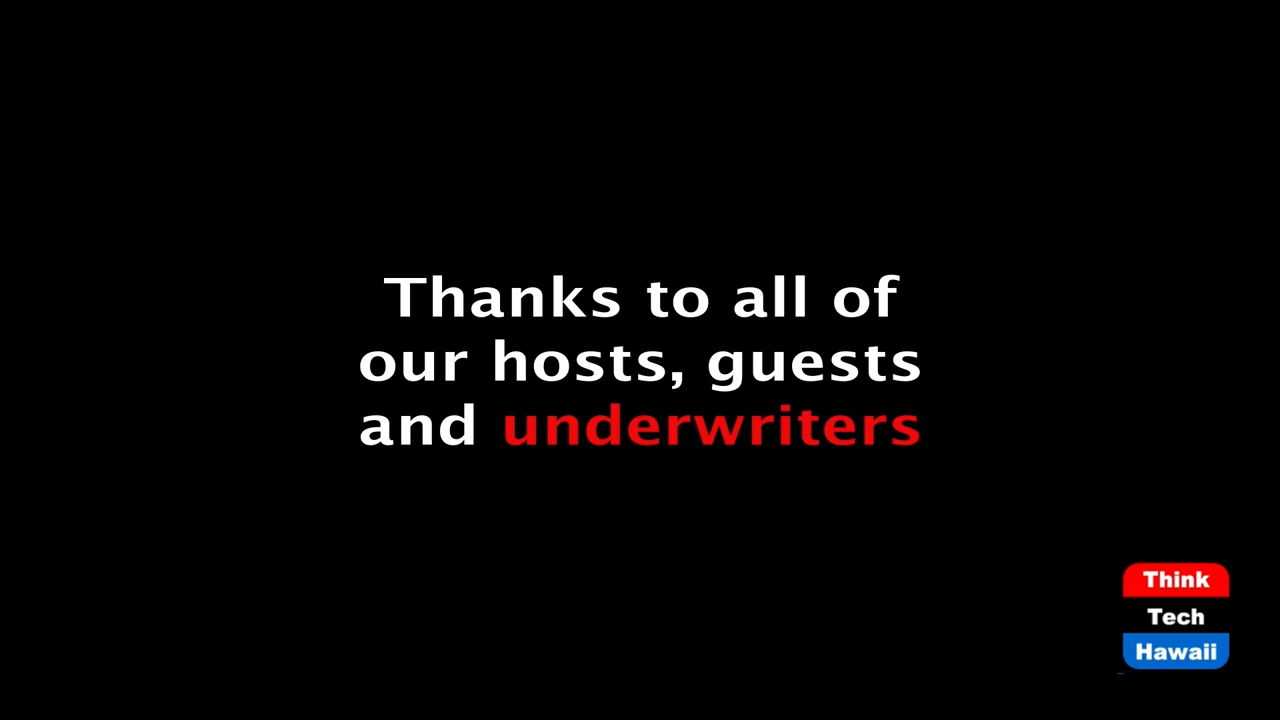 Thanks to all of
our hosts, guests
and underwriters
Think
Tech
Hawaii